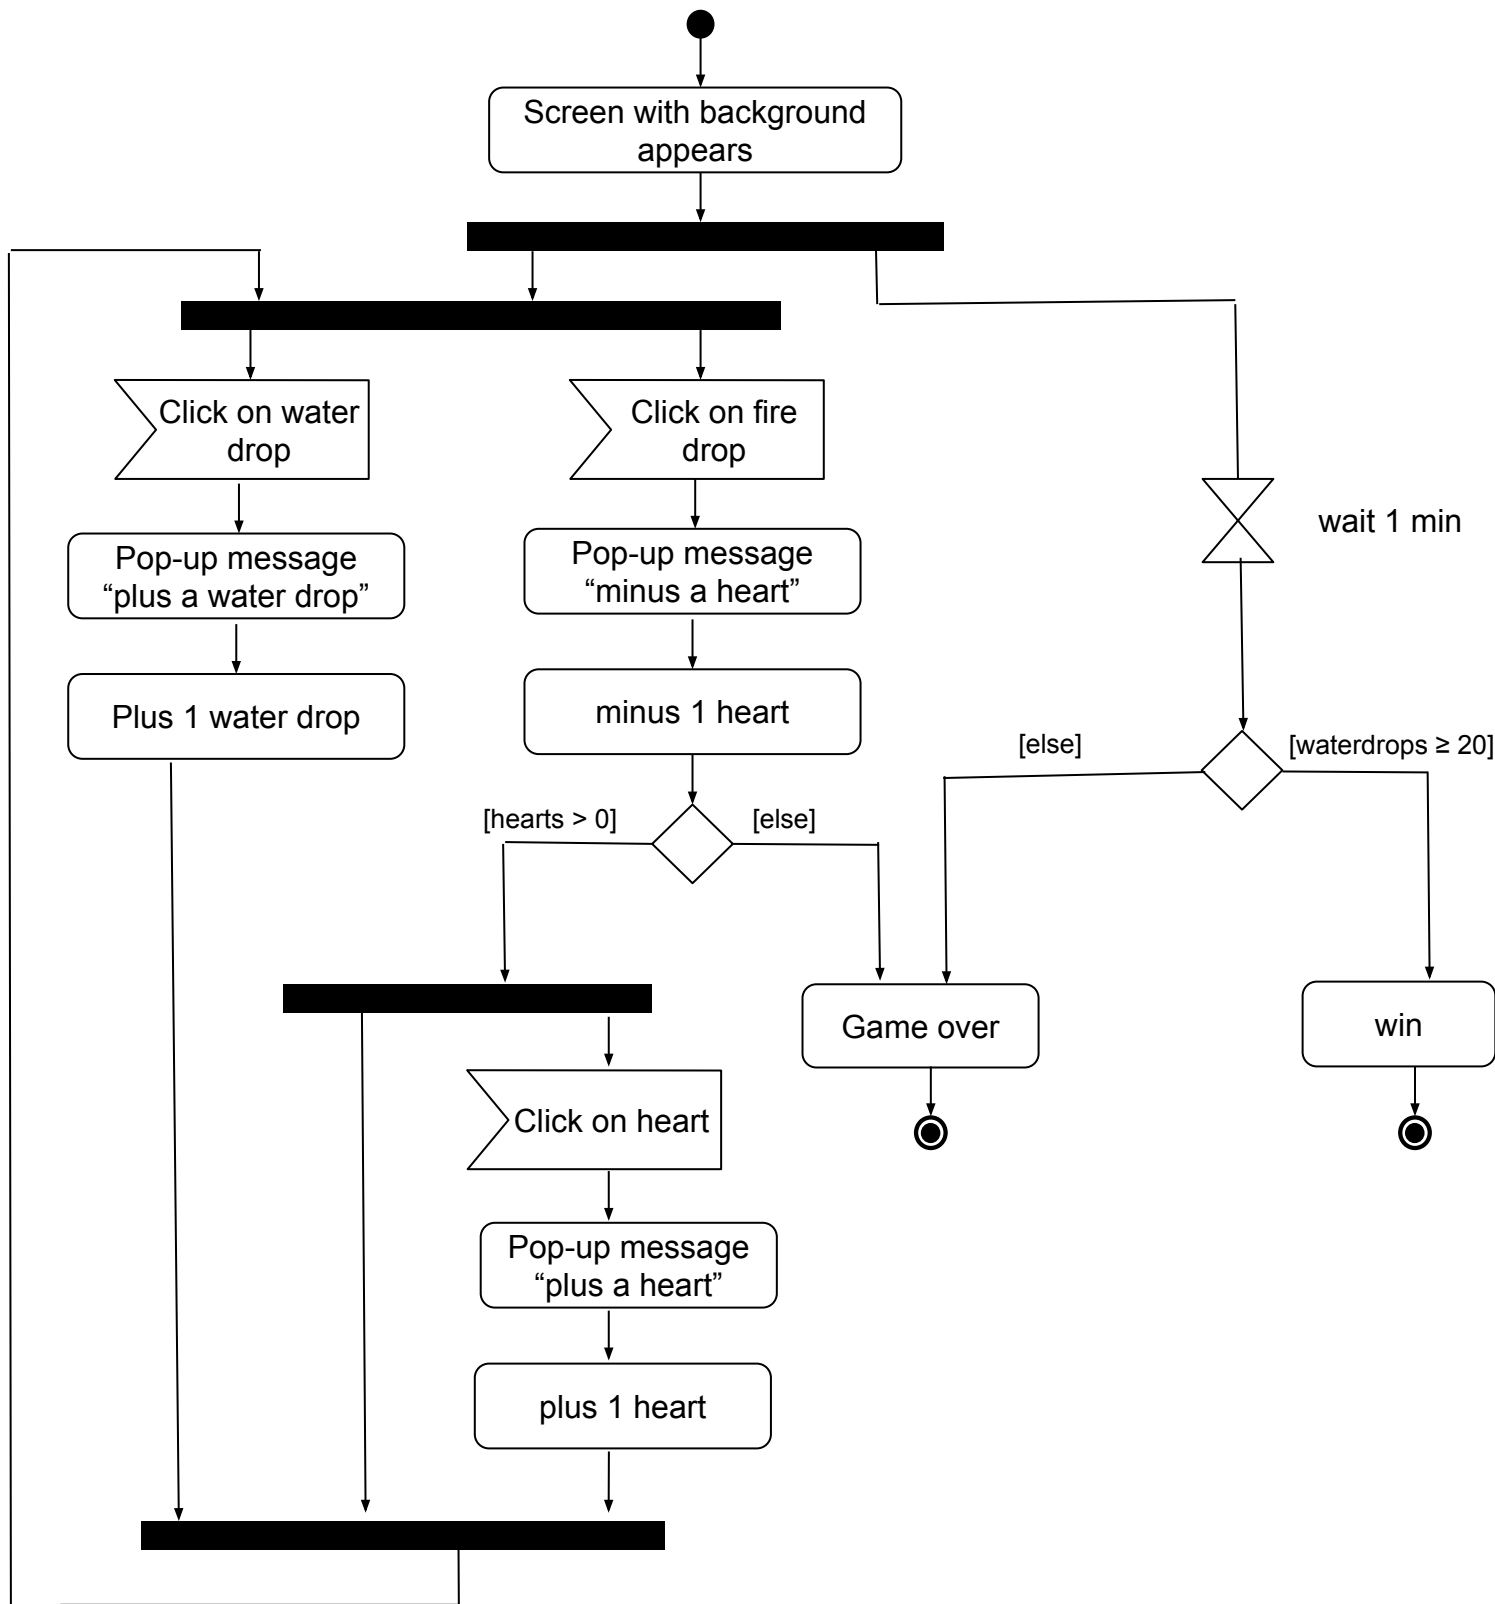 Screen with background
appears
Click on water
drop
Click on fire
drop
wait 1 min
Pop-up message
“plus a water drop”
Pop-up message
“minus a heart”
Plus 1 water drop
minus 1 heart
[else]
[waterdrops ≥ 20]
[hearts > 0]
[else]
Game over
win
Click on heart
Pop-up message
“plus a heart”
plus 1 heart